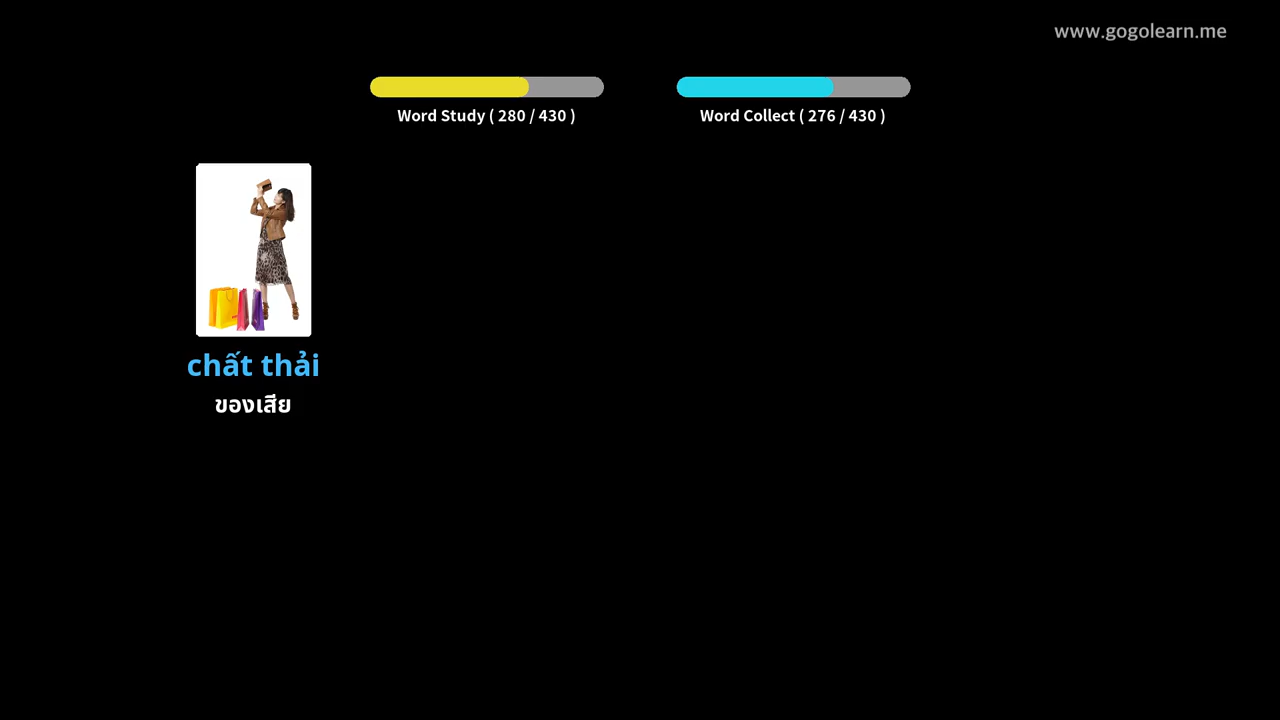 www.gogolearn.me
Word Study ( 280 / 430 )
Word Collect ( 276 / 430 )
chất thải
ของเสีย